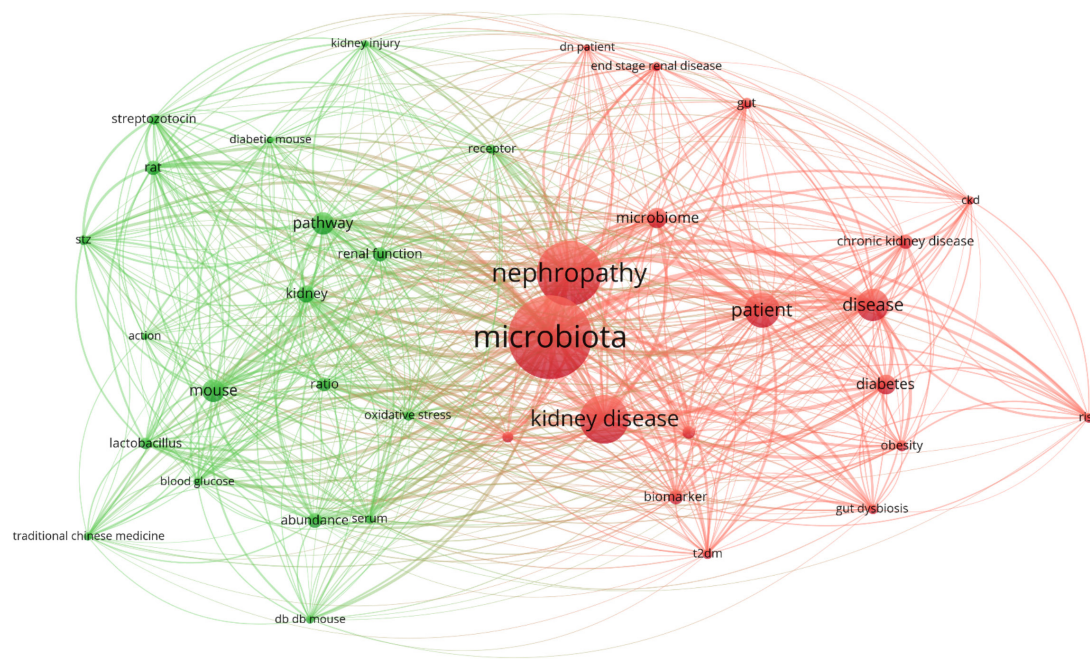 kidney injury
dn patient
end stage renal disease
gut
streptozotocin
diabetic mouse
receptor
rat
ckd
pathway
microbiome
stz
renal function
chronic kidney disease
nephropathy
kidney
disease
patient
action
microbiota
mouse
ratio
diabetes
oxidative stress
kidney disease
ris
lactobacillus
obesity
blood glucose
biomarker
abundance
serum
gut dysbiosis
traditional chinese medicine
t2dm
db db mouse